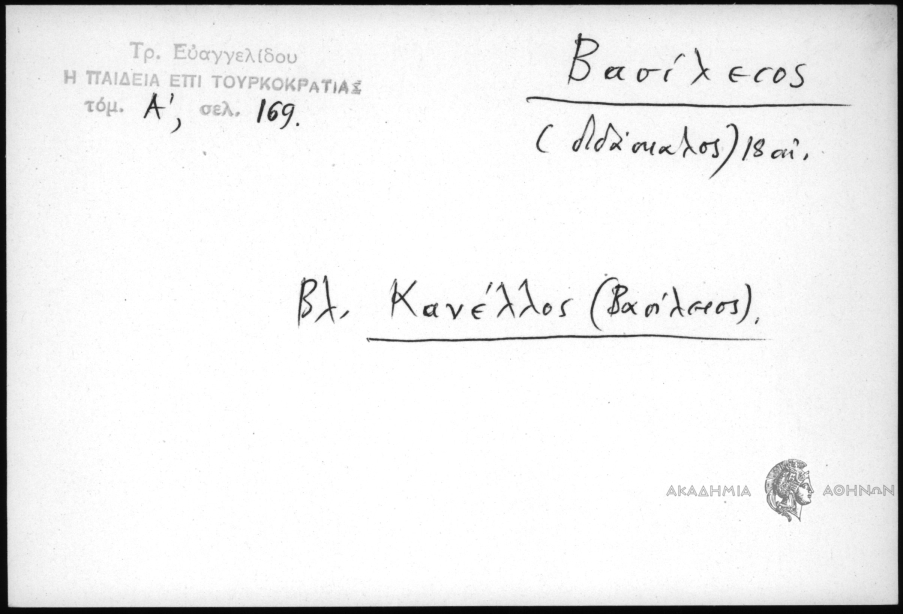 Τρ. Εὐαγγελίδου
Η ΠΑΙΔΕΙΑ ΕΠΙ ΤΟΥΡΚΟΚΡΑΤΙΑΣ
τόμ. Α', σελ. 169.
Βασίλειος
(διδάσκαλος) 18 αἰ.
Βλ. Κανέλλος (Βασίλειος).
ΑΚΑΔΗΜΙΑ ΑΘΗΝΩΝ